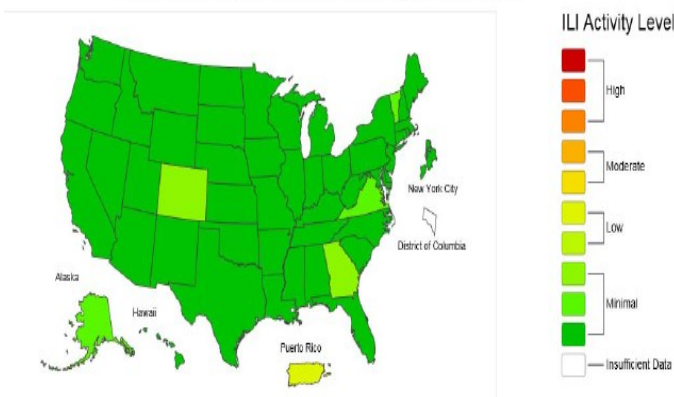 ILI Activity Level
High
Moderate
Low
Minimal
Insufficient Data
New York City
District of Columbia
Alaska
Hawaii
Puerto Rico